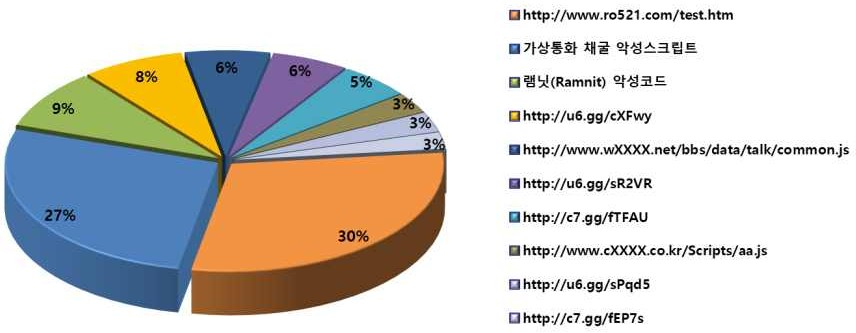 30%
27%
9%
8%
6%
6%
5%
3%
3%
3%
http://www.ro521.com/test.htm
가상통화 채굴 악성스크립트
램닛(Ramnit) 악성코드
http://u6.gg/cXFwy
http://www.wXXXX.net/bbs/data/talk/common.js
http://u6.gg/sR2VR
http://c7.gg/fTFAU
http://www.cXXXX.co.kr/Scripts/aa.js
http://u6.gg/sPqd5
http://c7.gg/fEP7s